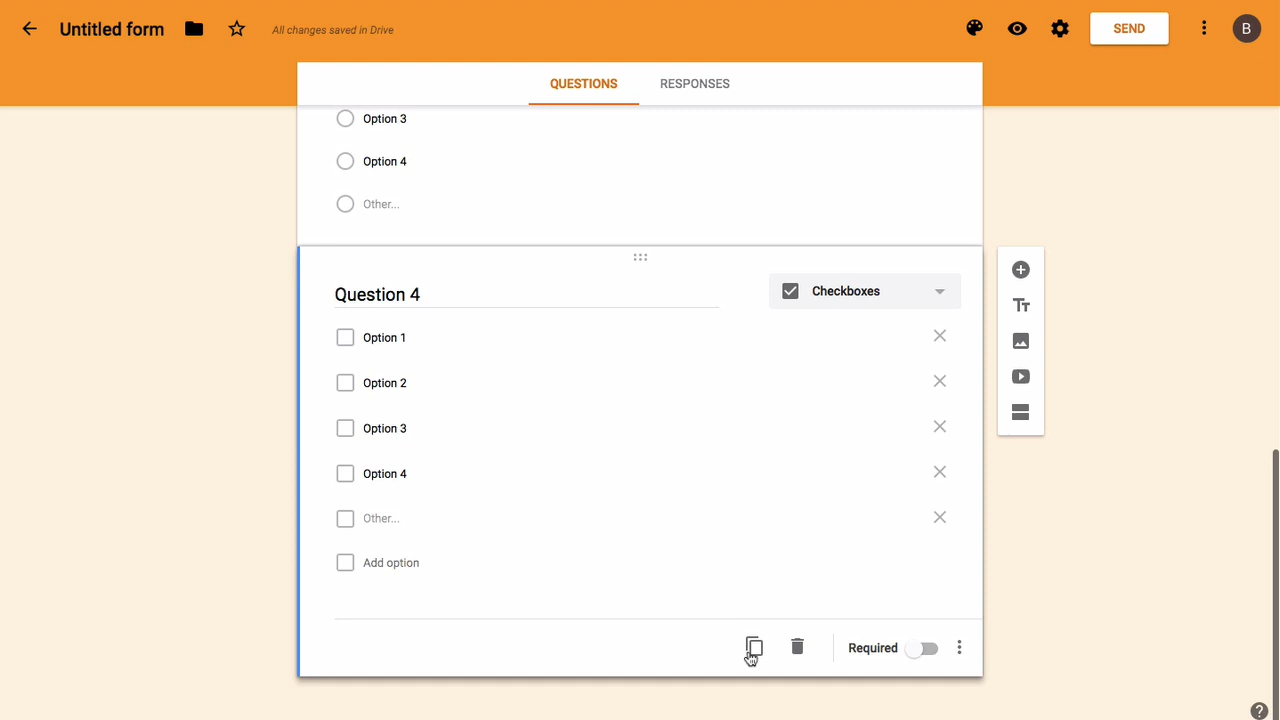 Untitled form
All changes saved in Drive
SEND
B
QUESTIONS
RESPONSES
Option 3
Option 4
Other...
Question 4
Checkboxes
Option 1
Option 2
Option 3
Option 4
Other...
Add option
Required